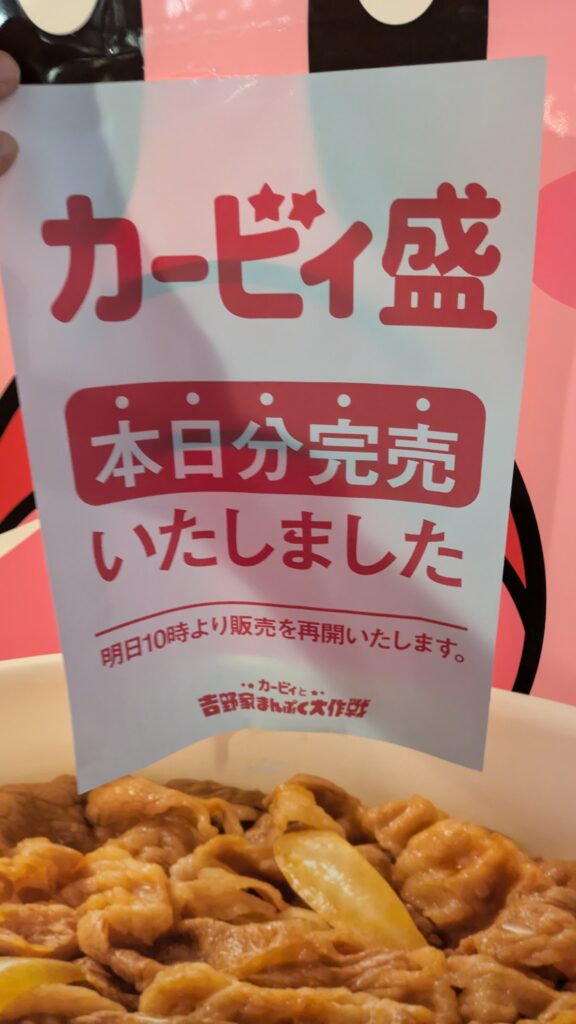 カービィ盛
本日分完売
いたしました
明日10時より販売を再開いたします。
カービィと
吉野家まんぷく大作戦